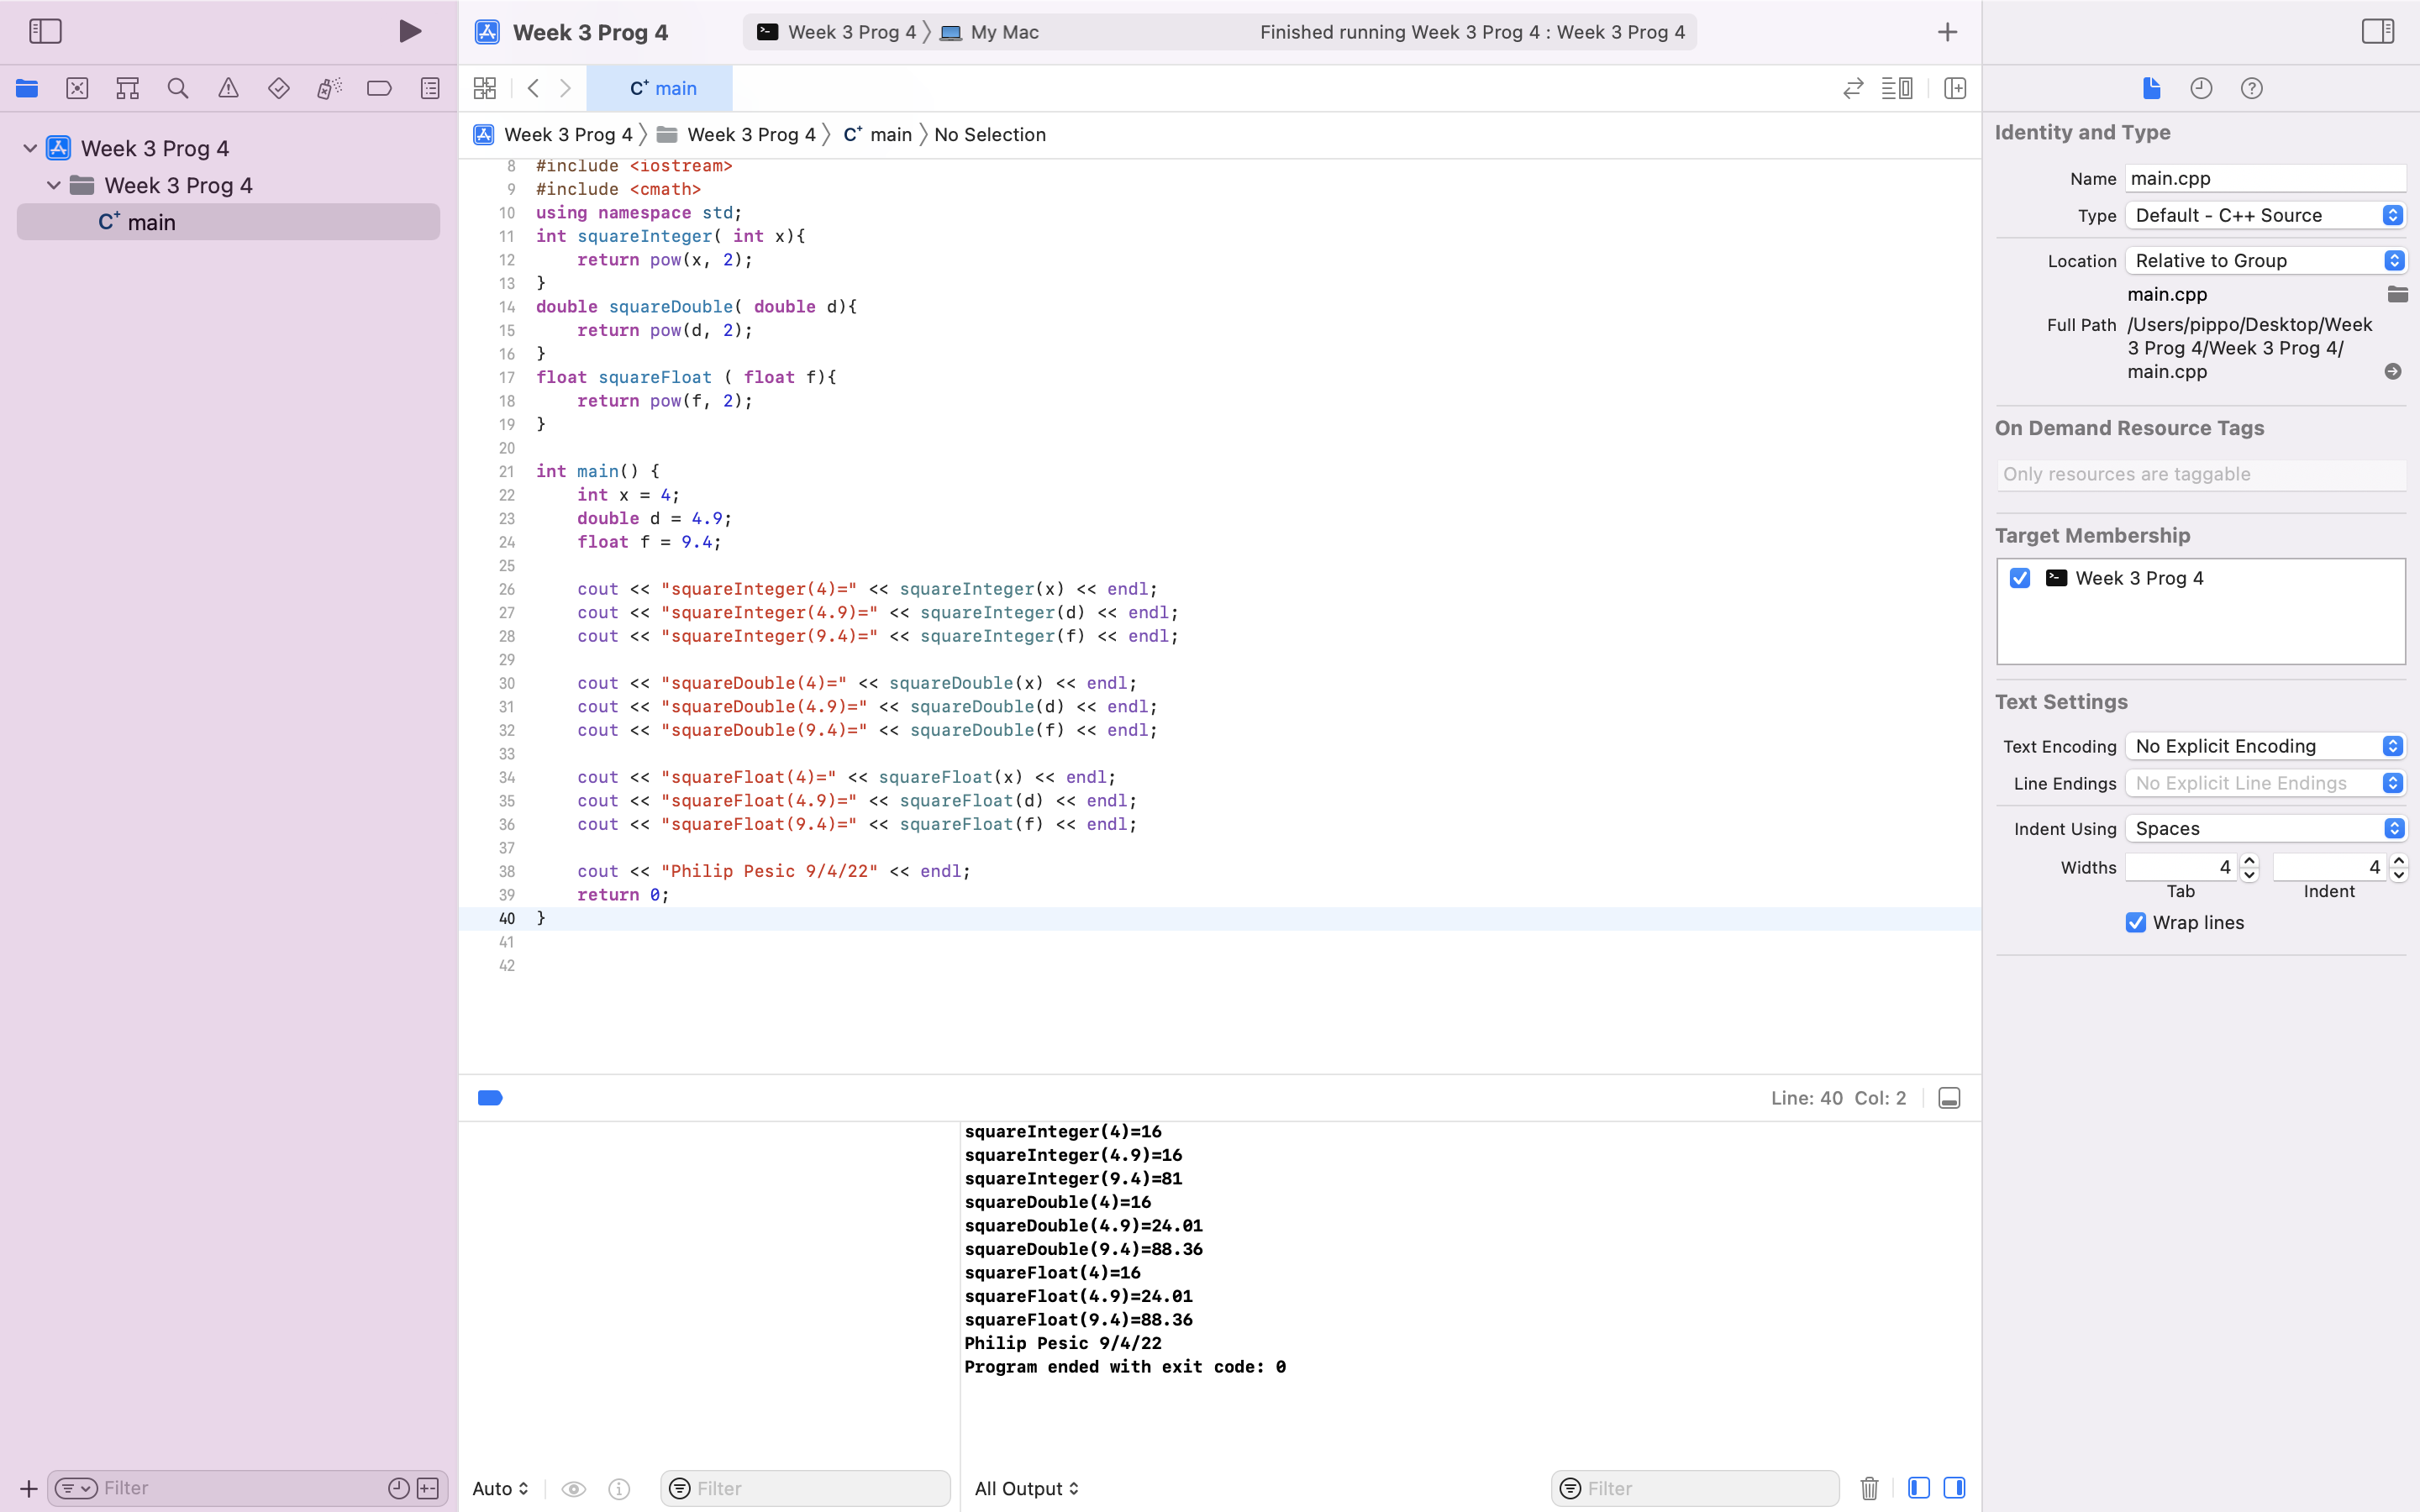 Week 3 Prog 4
Week 3 Prog 4 My Mac
Finished running Week 3 Prog 4 : Week 3 Prog 4
C+ main
Week 3 Prog 4 Week 3 Prog 4 C+ main No Selection
Week 3 Prog 4
Week 3 Prog 4
C+ main
8 #include <iostream>
9 #include <cmath>
10 using namespace std;
11 int squareInteger( int x){
12     return pow(x, 2);
13 }
14 double squareDouble( double d){
15     return pow(d, 2);
16 }
17 float squareFloat ( float f){
18     return pow(f, 2);
19 }
20
21 int main() {
22     int x = 4;
23     double d = 4.9;
24     float f = 9.4;
25
26     cout << "squareInteger(4)=" << squareInteger(x) << endl;
27     cout << "squareInteger(4.9)=" << squareInteger(d) << endl;
28     cout << "squareInteger(9.4)=" << squareInteger(f) << endl;
29
30     cout << "squareDouble(4)=" << squareDouble(x) << endl;
31     cout << "squareDouble(4.9)=" << squareDouble(d) << endl;
32     cout << "squareDouble(9.4)=" << squareDouble(f) << endl;
33
34     cout << "squareFloat(4)=" << squareFloat(x) << endl;
35     cout << "squareFloat(4.9)=" << squareFloat(d) << endl;
36     cout << "squareFloat(9.4)=" << squareFloat(f) << endl;
37
38     cout << "Philip Pesic 9/4/22" << endl;
39     return 0;
40 }
41
42
Line: 40 Col: 2
squareInteger(4)=16
squareInteger(4.9)=16
squareInteger(9.4)=81
squareDouble(4)=16
squareDouble(4.9)=24.01
squareDouble(9.4)=88.36
squareFloat(4)=16
squareFloat(4.9)=24.01
squareFloat(9.4)=88.36
Philip Pesic 9/4/22
Program ended with exit code: 0
Filter
Auto
Filter
All Output
Filter
Identity and Type
Name main.cpp
Type Default - C++ Source
Location Relative to Group
main.cpp
Full Path /Users/pippo/Desktop/Week
3 Prog 4/Week 3 Prog 4/
main.cpp
On Demand Resource Tags
Only resources are taggable
Target Membership
Week 3 Prog 4
Text Settings
Text Encoding No Explicit Encoding
Line Endings No Explicit Line Endings
Indent Using Spaces
Widths 4 4
Tab Indent
Wrap lines